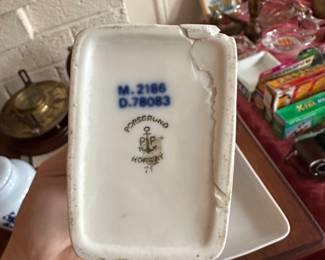 M.2186
D.78083
PORSGRUND
P P
NORWAY
71